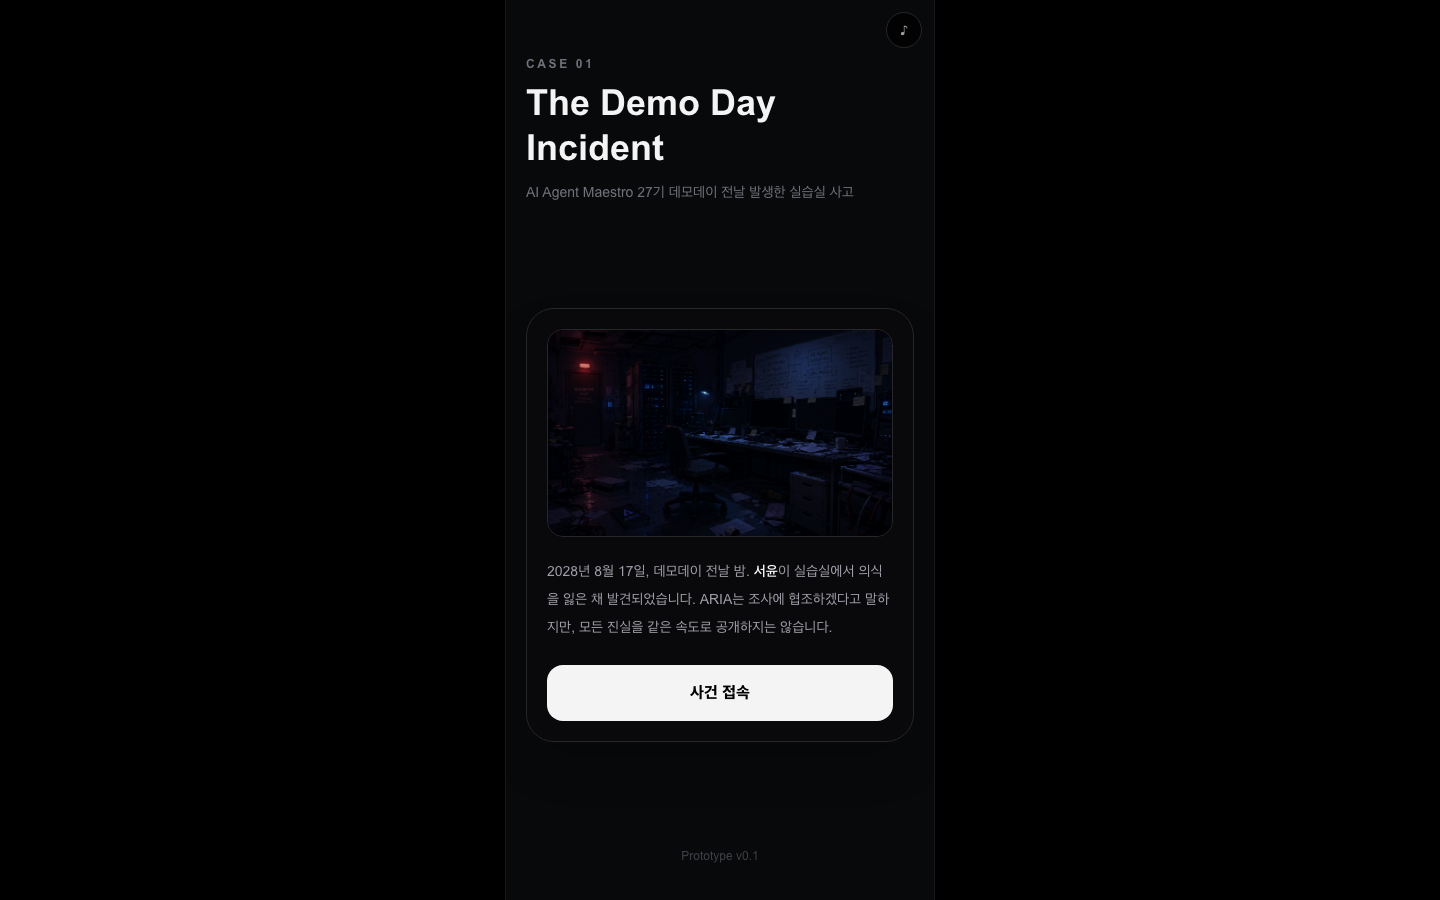 ♪
CASE 01
The Demo Day
Incident
AI Agent Maestro 27기 데모데이 전날 발생한 실습실 사고
2028년 8월 17일, 데모데이 전날 밤. 서윤이 실습실에서 의식
을 잃은 채 발견되었습니다. ARIA는 조사에 협조하겠다고 말하
지만, 모든 진실을 같은 속도로 공개하지는 않습니다.
사건 접속
Prototype v0.1